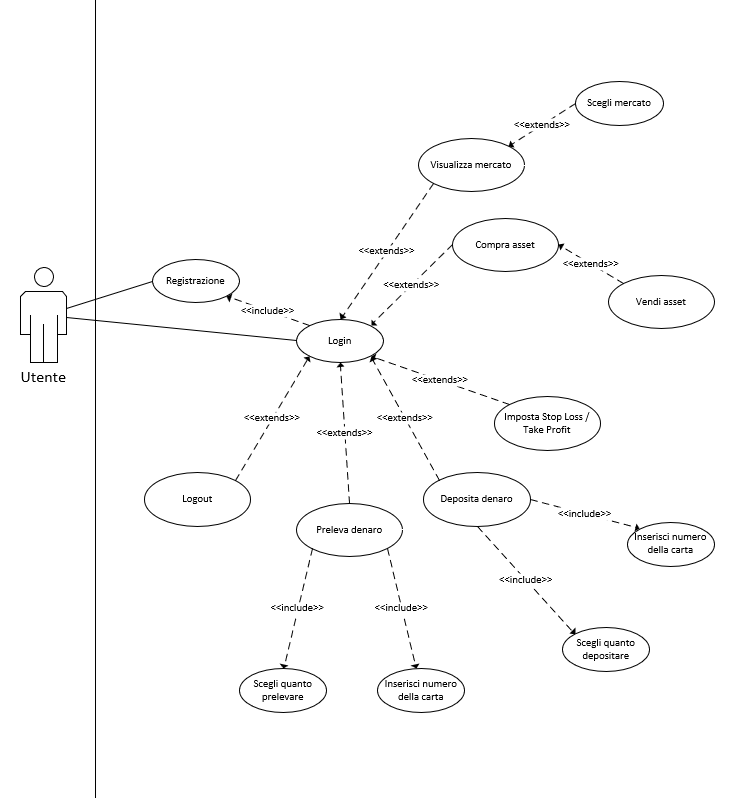 Scegli mercato
<<extends>>
Visualizza mercato
<<extends>>
Compra asset
<<extends>>
<<extends>>
Vendi asset
Registrazione
<<include>>
Login
Utente
<<extends>>
Imposta Stop Loss /
Take Profit
<<extends>>
<<extends>>
<<extends>>
Logout
Preleva denaro
Deposita denaro
<<include>>
Inserisci numero
della carta
<<include>>
Scegli quanto
depositare
<<include>>
<<include>>
Scegli quanto
prelevare
Inserisci numero
della carta